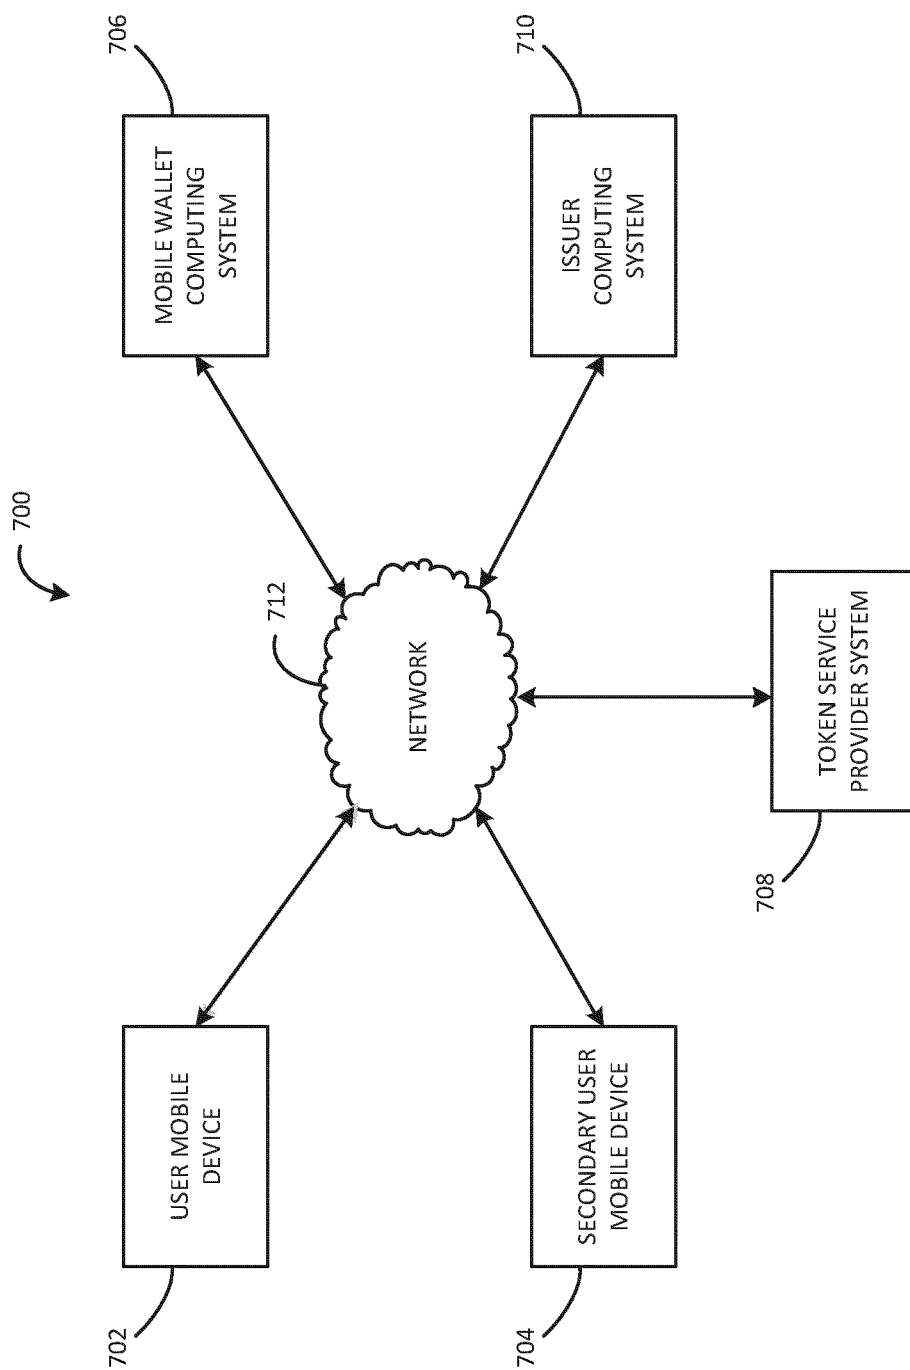 700
702
USER MOBILE
DEVICE
706
MOBILE WALLET
COMPUTING
SYSTEM
712
NETWORK
704
SECONDARY USER
MOBILE DEVICE
710
ISSUER
COMPUTING
SYSTEM
708
TOKEN SERVICE
PROVIDER SYSTEM